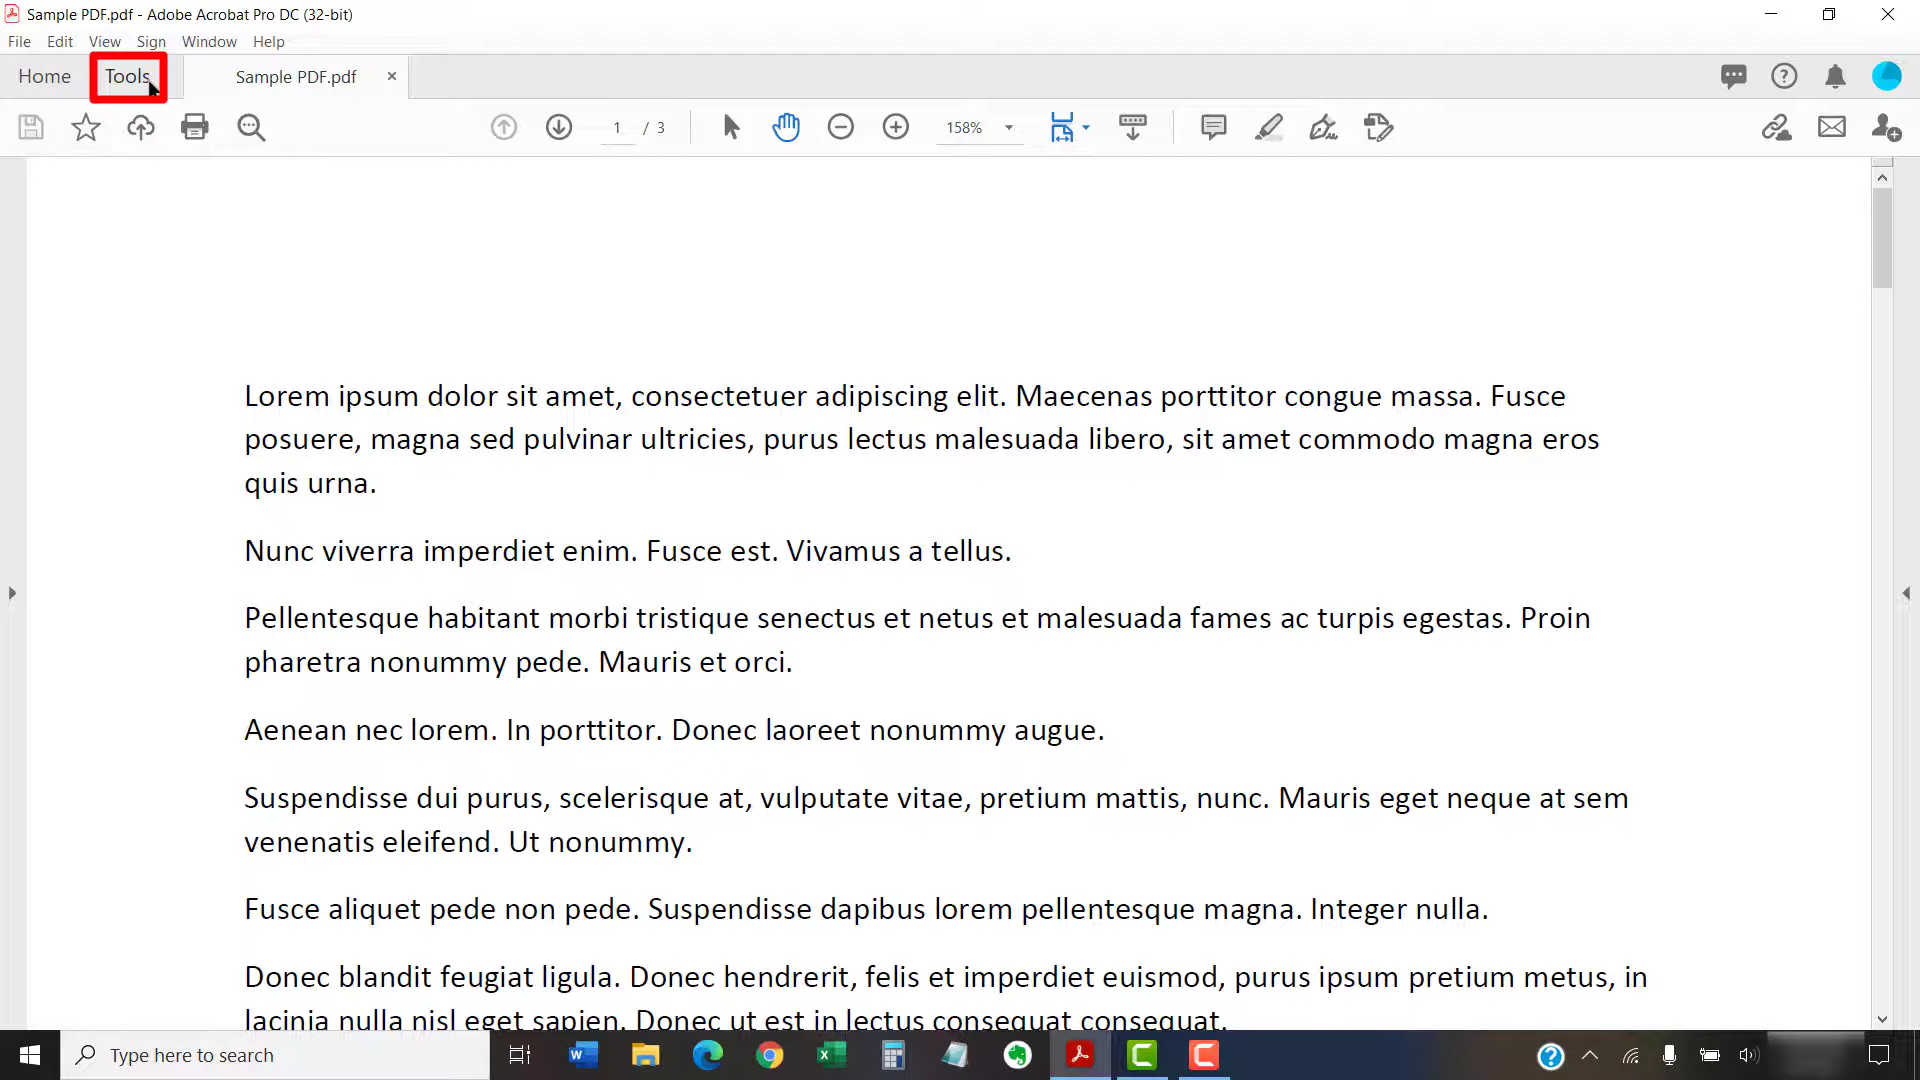 Sample PDF.pdf - Adobe Acrobat Pro DC (32-bit)
File Edit View Sign Window Help
Home Tools Sample PDF.pdf
1 / 3 158%
Lorem ipsum dolor sit amet, consectetuer adipiscing elit. Maecenas porttitor congue massa. Fusce
posuere, magna sed pulvinar ultricies, purus lectus malesuada libero, sit amet commodo magna eros
quis urna.
Nunc viverra imperdiet enim. Fusce est. Vivamus a tellus.
Pellentesque habitant morbi tristique senectus et netus et malesuada fames ac turpis egestas. Proin
pharetra nonummy pede. Mauris et orci.
Aenean nec lorem. In porttitor. Donec laoreet nonummy augue.
Suspendisse dui purus, scelerisque at, vulputate vitae, pretium mattis, nunc. Mauris eget neque at sem
venenatis eleifend. Ut nonummy.
Fusce aliquet pede non pede. Suspendisse dapibus lorem pellentesque magna. Integer nulla.
Donec blandit feugiat ligula. Donec hendrerit, felis et imperdiet euismod, purus ipsum pretium metus, in
lacinia nulla nisl eget sapien. Donec ut est in lectus consequat consequat.
Type here to search